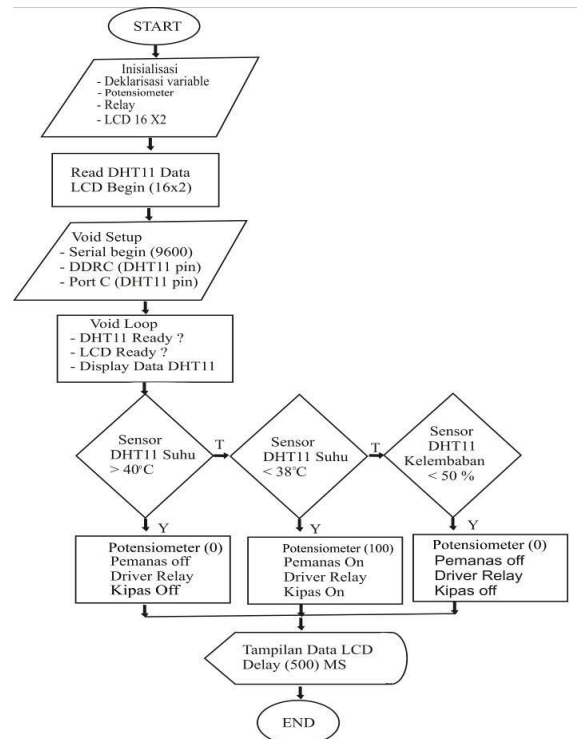 START
Inisialisasi
- Deklarisasi variable
- Potensiometer
- Relay
- LCD 16 X2
Read DHT11 Data
LCD Begin (16x2)
Void Setup
- Serial begin (9600)
- DDRC (DHT11 pin)
- Port C (DHT11 pin)
Void Loop
- DHT11 Ready ?
- LCD Ready ?
- Display Data DHT11
Sensor
DHT11 Suhu
> 40°C
T
Sensor
DHT11 Suhu
< 38°C
T
Sensor
DHT11
Kelembaban
< 50 %
Y
Y
Y
Potensiometer (0)
Pemanas off
Driver Relay
Kipas Off
Potensiometer (100)
Pemanas On
Driver Relay
Kipas On
Potensiometer (0)
Pemanas off
Driver Relay
Kipas off
Tampilan Data LCD
Delay (500) MS
END